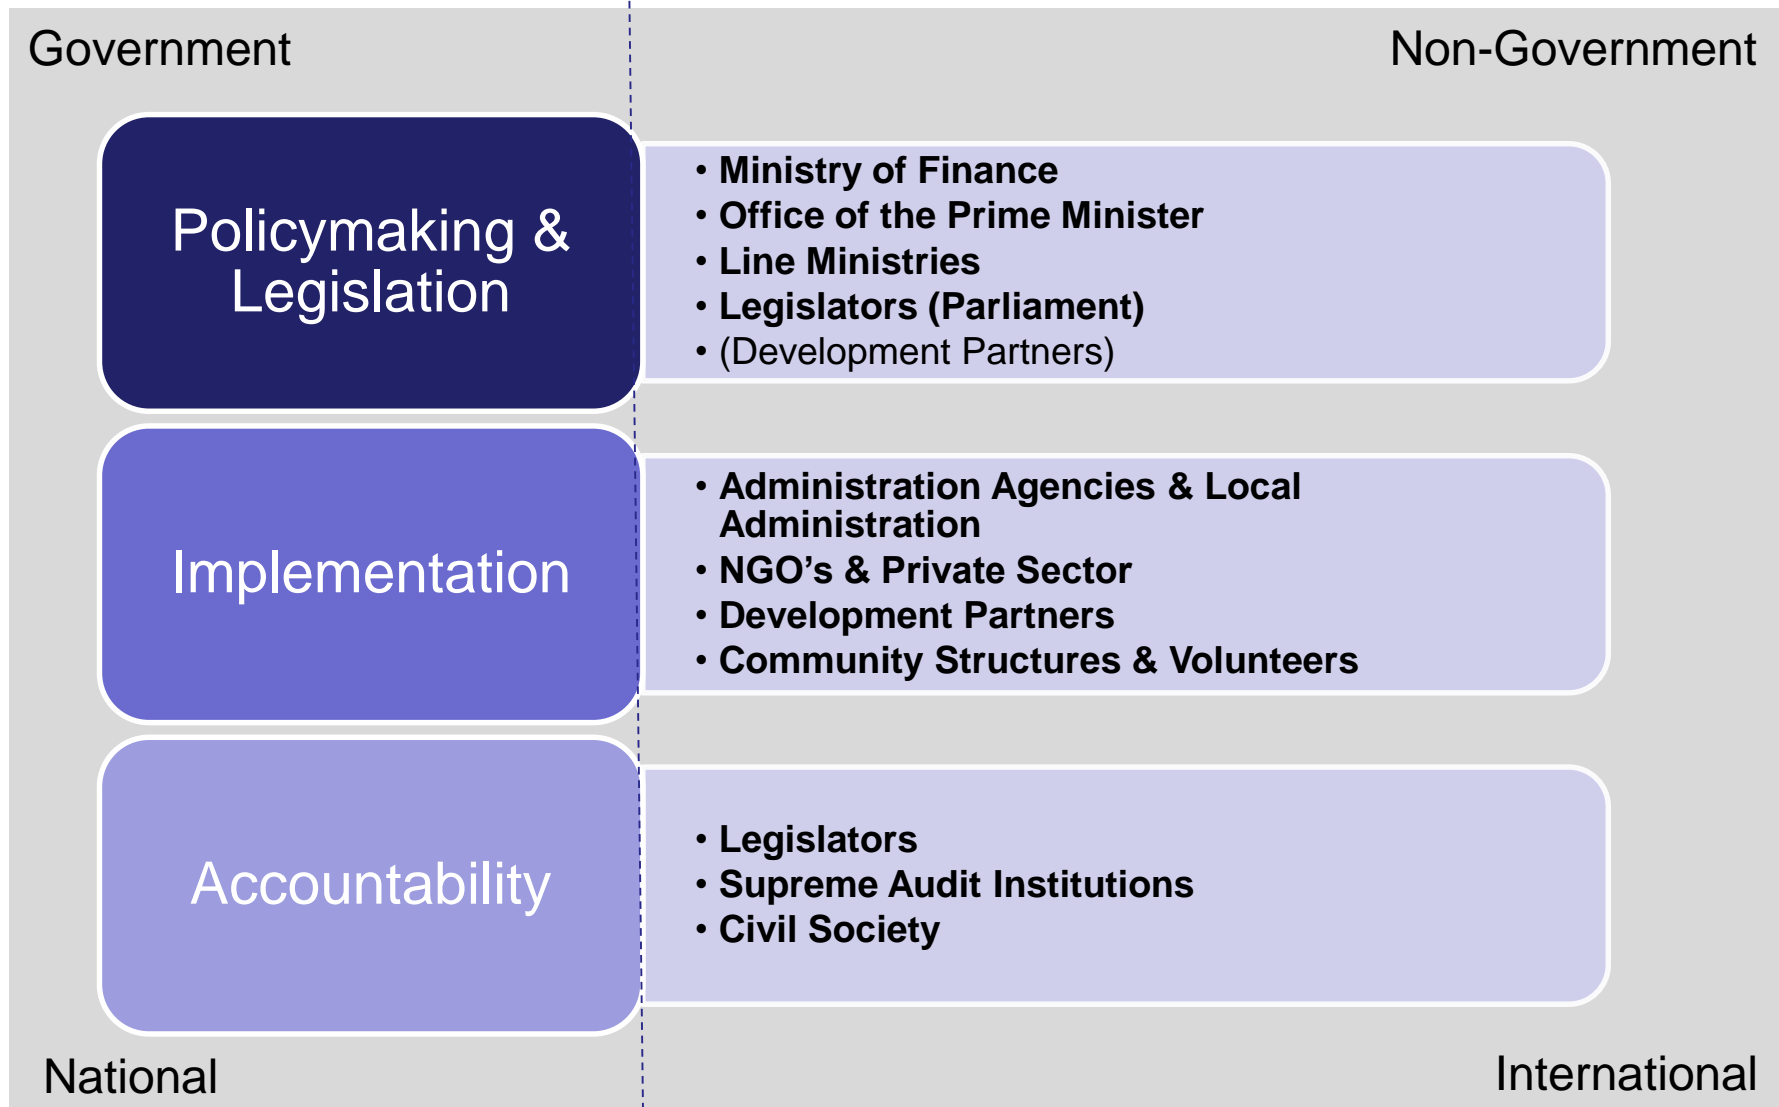 Government
Non-Government
Policymaking &
Legislation
• Ministry of Finance
• Office of the Prime Minister
• Line Ministries
• Legislators (Parliament)
• (Development Partners)
Implementation
• Administration Agencies & Local
Administration
• NGO’s & Private Sector
• Development Partners
• Community Structures & Volunteers
Accountability
• Legislators
• Supreme Audit Institutions
• Civil Society
National
International